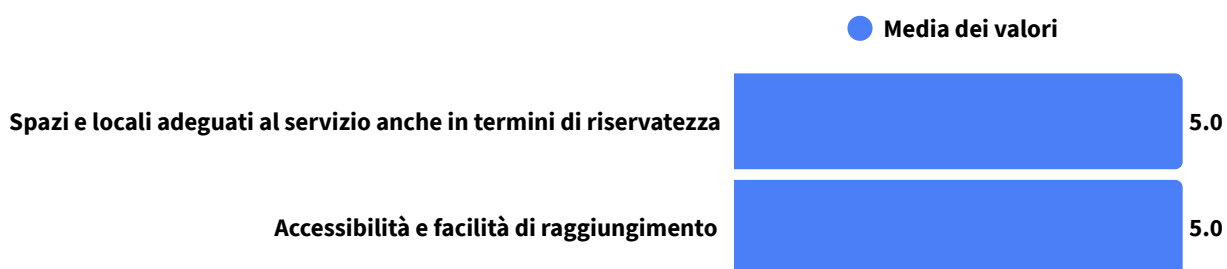 Media dei valori
Spazi e locali adeguati al servizio anche in termini di riservatezza 5.0
Accessibilità e facilità di raggiungimento 5.0